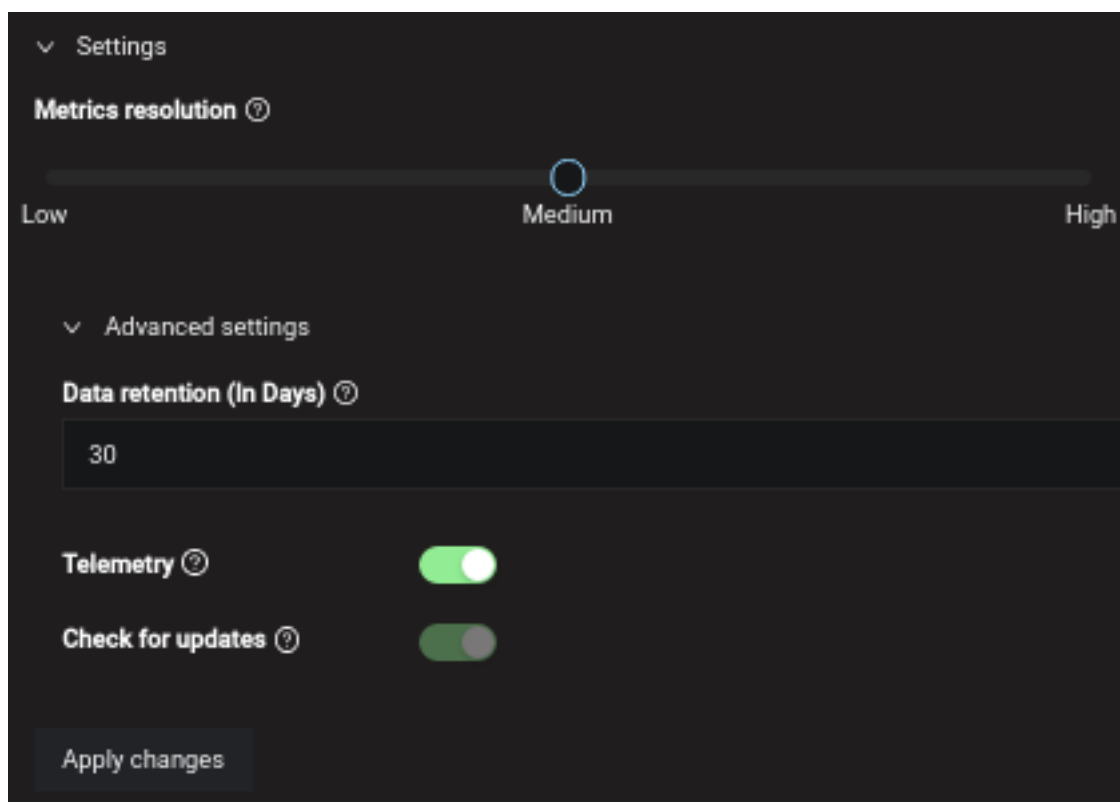 Settings
Metrics resolution ?
Low Medium High
Advanced settings
Data retention (In Days) ?
30
Telemetry ?
Check for updates ?
Apply changes